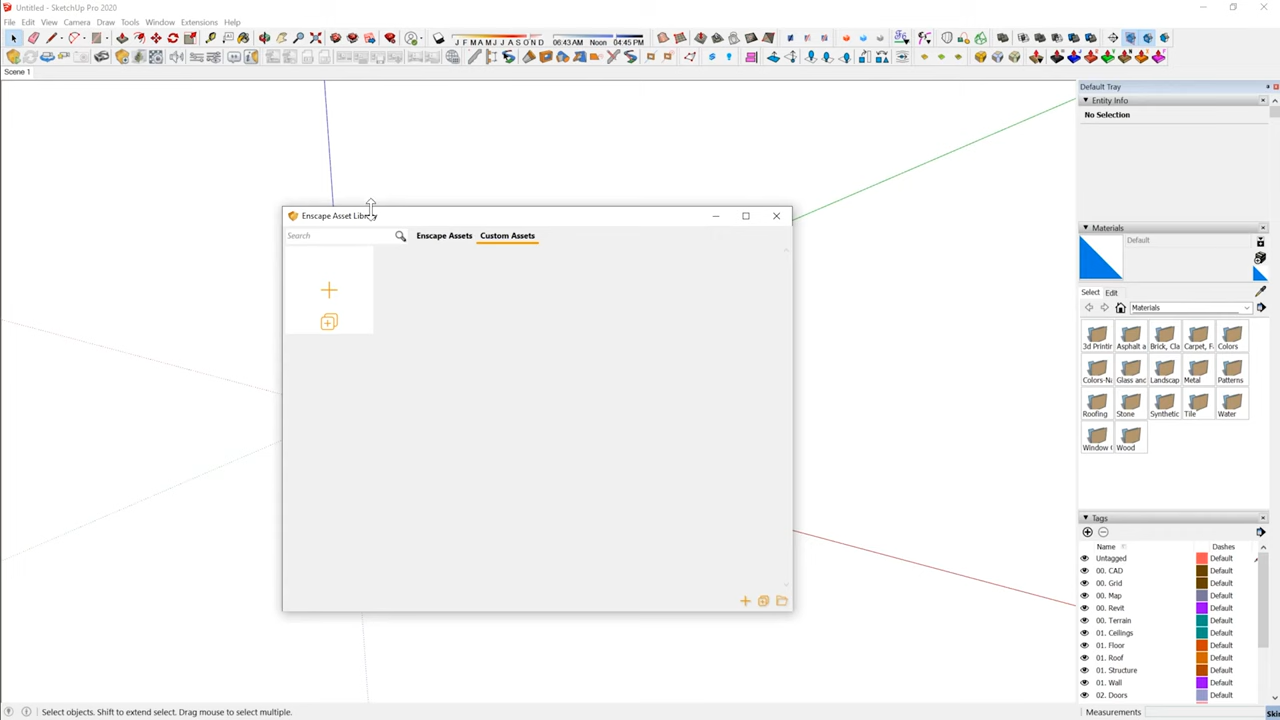 Untitled - SketchUp Pro 2020
File Edit View Camera Draw Tools Window Extensions Help
J F M A M J J A S O N D 06:43 AM Noon 04:45 PM
Scene 1
Default Tray
Entity Info
No Selection
Materials
Default
Select Edit
Materials
3d Printir Asphalt a Brick, Cla Carpet, F Colors
Colors-Na Glass and Landscap Metal Patterns
Roofing Stone Synthetic Tile Water
Window Wood
Tags
Name Dashes
Untagged Default
00. CAD Default
00. Grid Default
00. Map Default
00. Revit Default
00. Terrain Default
01. Ceilings Default
01. Floor Default
01. Roof Default
01. Structure Default
01. Wall Default
02. Doors Default
Enscape Asset Library
Search Enscape Assets Custom Assets
Select objects. Shift to extend select. Drag mouse to select multiple.
Measurements